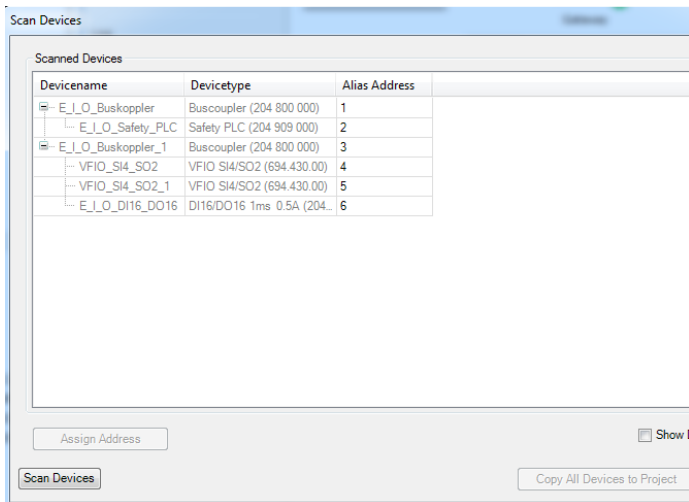 Scan Devices
Gateway
Scanned Devices
Devicename Devicetype Alias Address
E_I_O_Buskoppler Buscoupler (204 800 000) 1
E_I_O_Safety_PLC Safety PLC (204 909 000) 2
E_I_O_Buskoppler_1 Buscoupler (204 800 000) 3
VFIO_SI4_SO2 VFIO SI4/SO2 (694.430.00) 4
VFIO_SI4_SO2_1 VFIO SI4/SO2 (694.430.00) 5
E_I_O_DI16_DO16 DI16/DO16 1ms 0.5A (204... 6
Assign Address
Show
Scan Devices
Copy All Devices to Project